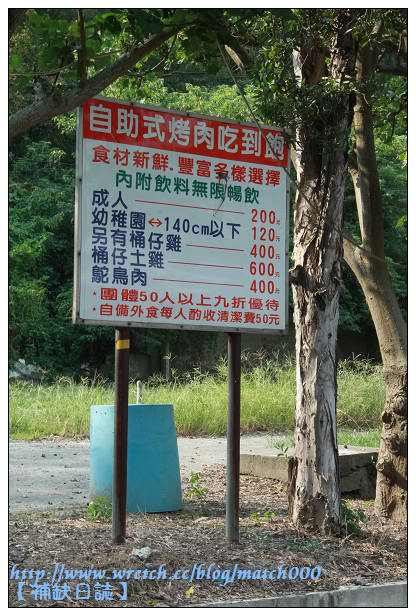 自助式烤肉吃到飽
食材新鮮．豐富多樣選擇
內附飲料無限暢飲
成人 200元
幼稚園↔140cm以下 120元
另有桶仔雞 400元
桶仔土雞 600元
鴕鳥肉 400元
*團體50人以上九折優待
*自備外食每人酌收清潔費50元
http://www.wretch.cc/blog/match000
【補缺日誌】